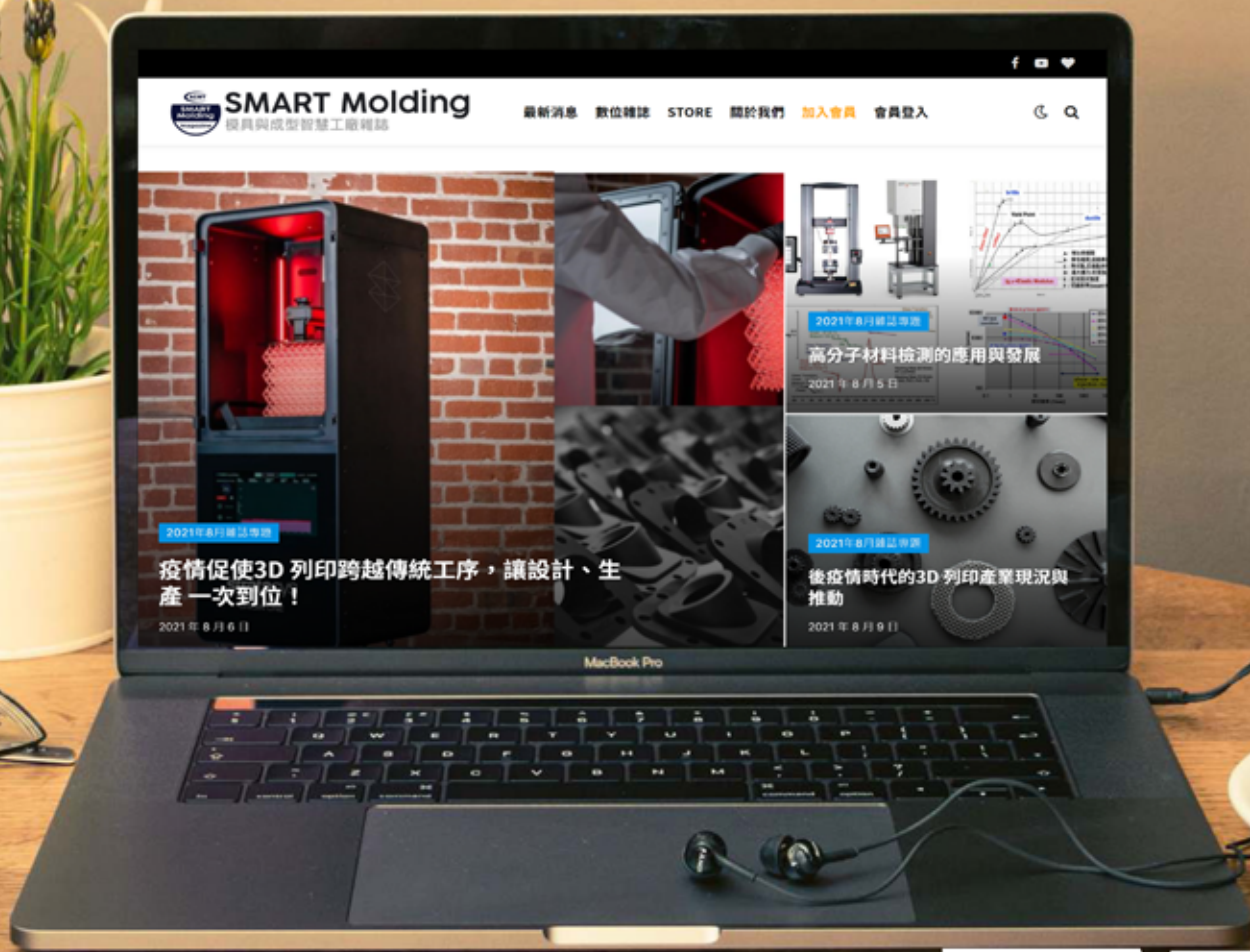 SMART Molding
模具與成型智慧工廠雜誌
最新消息 數位雜誌 STORE 關於我們 加入會員 會員登入
2021年8月雜誌專題
疫情促使3D 列印跨越傳統工序，讓設計、生
產 一次到位！
2021 年 8 月 6 日
2021年8月雜誌專題
高分子材料檢測的應用與發展
2021 年 8 月 5 日
2021年8月雜誌專題
後疫情時代的3D 列印產業現況與
推動
2021 年 8 月 9 日
MacBook Pro
Q W E R T Y U I O P
A S D F G H J K L
Z X C V B N M